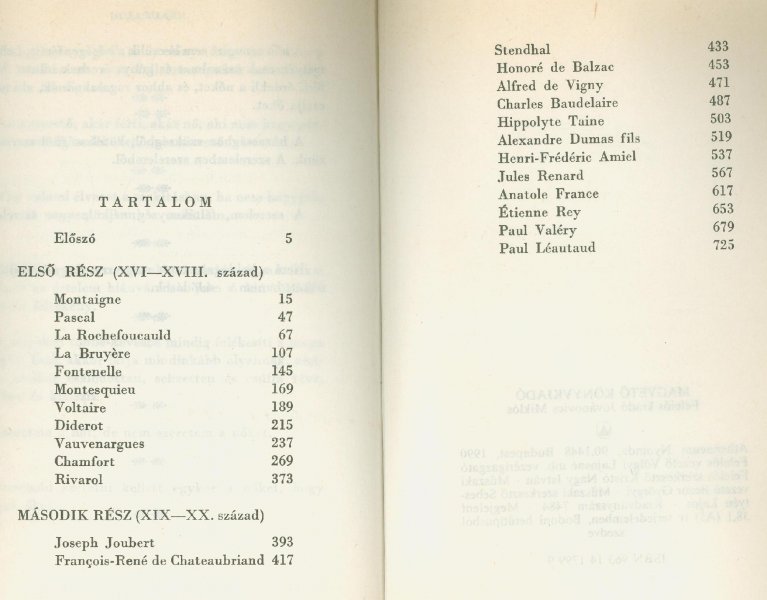 TARTALOM
Előszó 5
ELSŐ RÉSZ (XVI—XVIII. század)
Montaigne 15
Pascal 47
La Rochefoucauld 67
La Bruyère 107
Fontenelle 145
Montesquieu 169
Voltaire 189
Diderot 215
Vauvenargues 237
Chamfort 269
Rivarol 373
MÁSODIK RÉSZ (XIX—XX. század)
Joseph Joubert 393
François-René de Chateaubriand 417
Stendhal 433
Honoré de Balzac 453
Alfred de Vigny 471
Charles Baudelaire 487
Hippolyte Taine 503
Alexandre Dumas fils 519
Henri-Frédéric Amiel 537
Jules Renard 567
Anatole France 617
Étienne Rey 653
Paul Valéry 679
Paul Léautaud 725